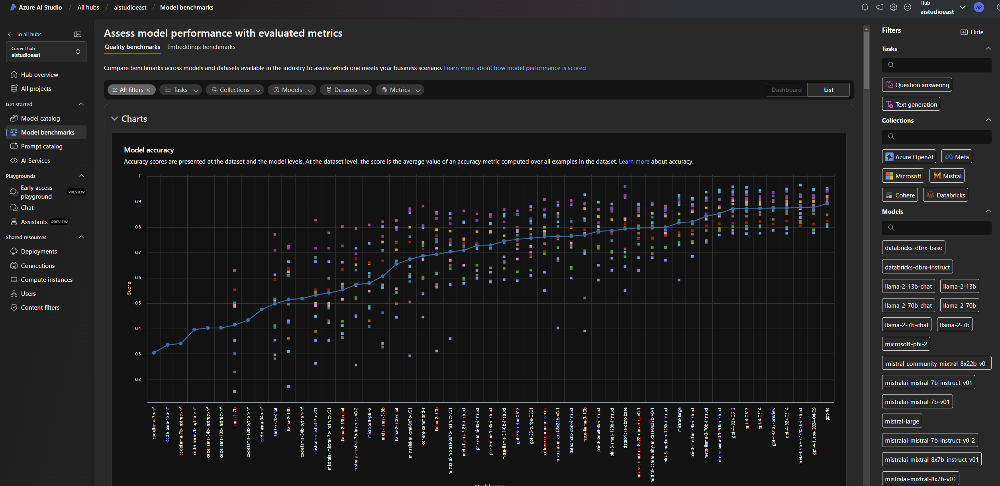 Azure AI Studio / All hubs / aistudioeast / Model benchmarks
Hub
aistudioeast
AP
To all hubs
Current hub
aistudioeast
Hub overview
All projects
Get started
Model catalog
Model benchmarks
Prompt catalog
AI Services
Playgrounds
Early access
playground
PREVIEW
Chat
Assistants PREVIEW
Shared resources
Deployments
Connections
Compute instances
Users
Content filters
Assess model performance with evaluated metrics
Quality benchmarks Embeddings benchmarks
Compare benchmarks across models and datasets available in the industry to assess which one meets your business scenario. Learn more about how model performance is scored
All filters Tasks Collections Models Datasets Metrics Dashboard List
Charts
Model accuracy
Accuracy scores are presented at the dataset and the model levels. At the dataset level, the score is the average value of an accuracy metric computed over all examples in the dataset. Learn more about accuracy.
1
0.9
0.8
0.7
0.6
0.5
0.4
0.3
0.2
Score
codellama-7b-hf
codellama-13b-hf
codellama-7b-instruct-hf
codellama-7b-python-hf
codellama-34b-instruct-hf
codellama-13b-instruct-hf
llama-2-7b
codellama-13b-python-hf
codellama-34b-hf
llama-2-7b-chat
llama-2-13b
codellama-34b-python-hf
mistralai-mistral-7b-v01
mistralai-mistral-7b-instruct-v01
llama-2-13b-chat
mistralai-mistral-7b-instruct-v0-2
microsoft-phi-2
meta-llama-3-8b
llama-2-70b-chat
mistralai-mixtral-8x7b-v01
cohere-command-r
llama-2-70b
mistralai-mixtral-8x7b-instruct-v01
meta-llama-3-8b-instruct
phi-3-mini-4k-instruct
phi-3-mini-128k-instruct
meta-llama-3.1-8b-instruct
gpt-35-turbo-0613
gpt-35-turbo-0301
cohere-command-r-plus
mistralai-mixtral-8x22b-v0-1
databricks-dbrx-instruct
meta-llama-3-70b
phi-3-small-8k-instruct
phi-3-small-128k-instruct
databricks-dbrx-base
mistralai-mixtral-8x22b-instruct-v0-1
mistral-community-mixtral-8x22b-v0-1
phi-3-medium-128k-instruct
mistral-large
phi-3-medium-4k-instruct
meta-llama-3-70b-instruct
meta-llama-3.1-70b-instruct
gpt-4-32k-0613
gpt-4-0613
gpt-4-0314
gpt-4-0125-preview
gpt-4-32k-0314
meta-llama-3.1-405b-instruct
gpt-4-turbo-2024-04-09
gpt-4o
Filters
Hide
Tasks
Question answering
Text generation
Collections
Azure OpenAI Meta
Microsoft Mistral
Cohere Databricks
Models
databricks-dbrx-base
databricks-dbrx-instruct
llama-2-13b-chat llama-2-13b
llama-2-70b-chat llama-2-70b
llama-2-7b-chat llama-2-7b
microsoft-phi-2
mistral-community-mixtral-8x22b-v0-
mistralai-mistral-7b-instruct-v01
mistralai-mistral-7b-v01
mistral-large
mistralai-mistral-7b-instruct-v0-2
mistralai-mixtral-8x7b-instruct-v01
mistralai-mixtral-8x7b-v01